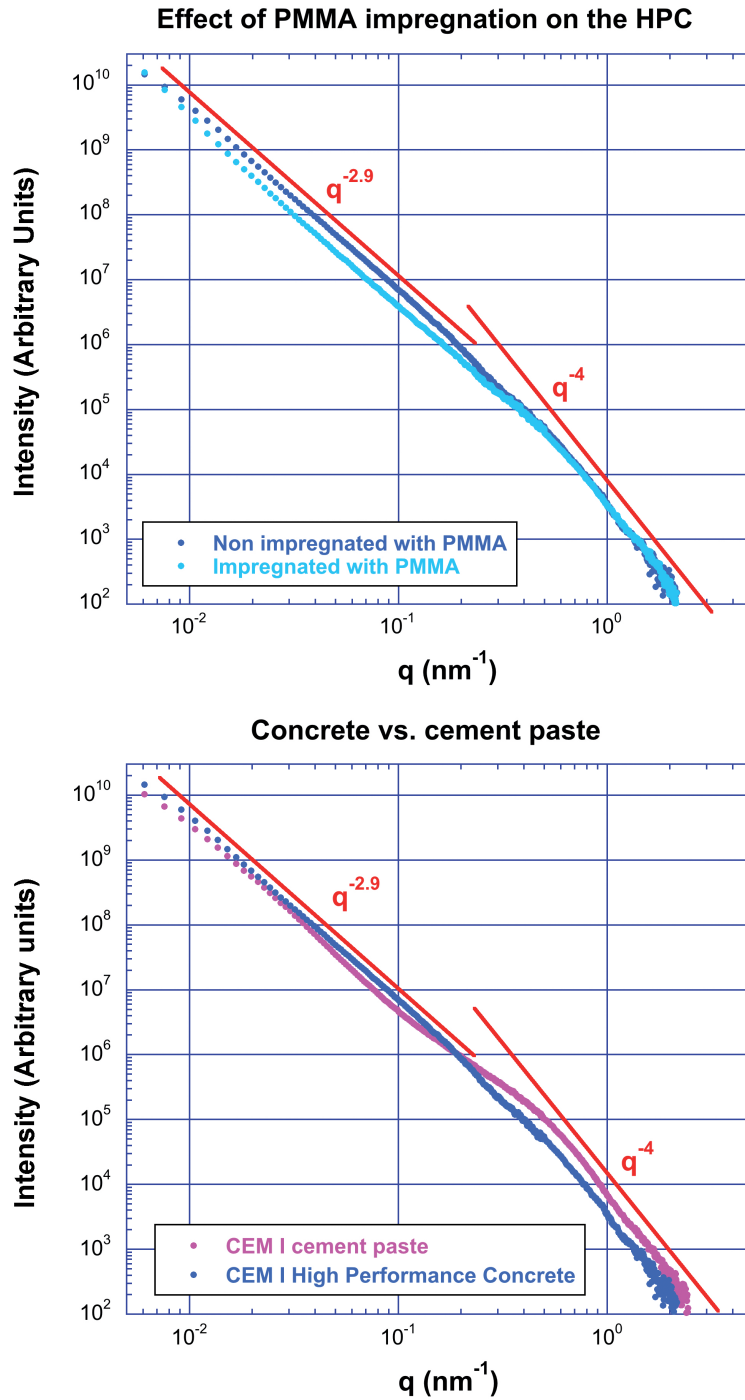 Effect of PMMA impregnation on the HPC
Intensity (Arbitrary Units)
10^10
10^9
10^8
10^7
10^6
10^5
10^4
10^3
10^2
q^-2.9
q^-4
Non impregnated with PMMA
Impregnated with PMMA
10^-2 10^-1 10^0
q (nm^-1)
Concrete vs. cement paste
Intensity (Arbitrary units)
10^10
10^9
10^8
10^7
10^6
10^5
10^4
10^3
10^2
q^-2.9
q^-4
CEM I cement paste
CEM I High Performance Concrete
10^-2 10^-1 10^0
q (nm^-1)